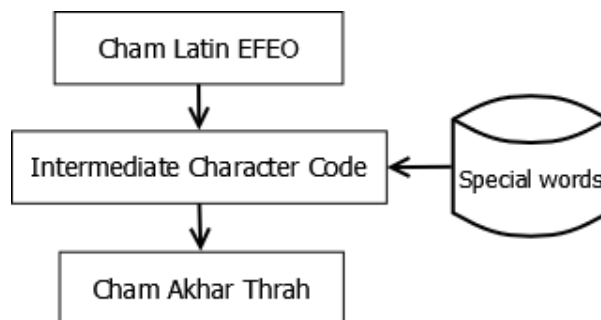 Cham Latin EFEO
Intermediate Character Code
Special words
Cham Akhar Thrah